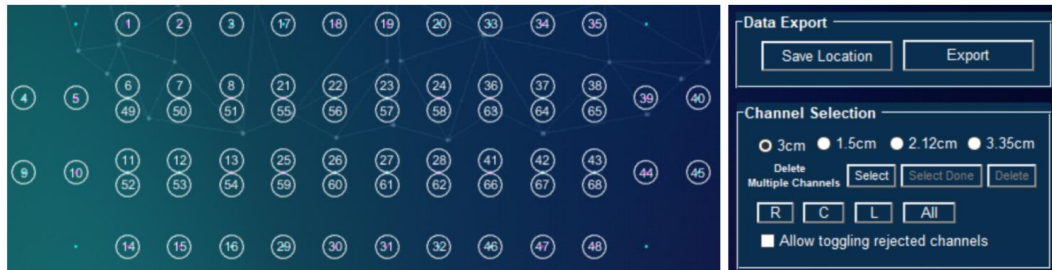 1 2 3 17 18 19 20 33 34 35
6 7 8 21 22 23 24 36 37 38
4 5 39 40
49 50 51 55 56 57 58 63 64 65
11 12 13 25 26 27 28 41 42 43
9 10 44 45
52 53 54 59 60 61 62 66 67 68
14 15 16 29 30 31 32 46 47 48
Data Export
Save Location Export
Channel Selection
3cm 1.5cm 2.12cm 3.35cm
Delete
Multiple Channels Select Select Done Delete
R C L All
Allow toggling rejected channels